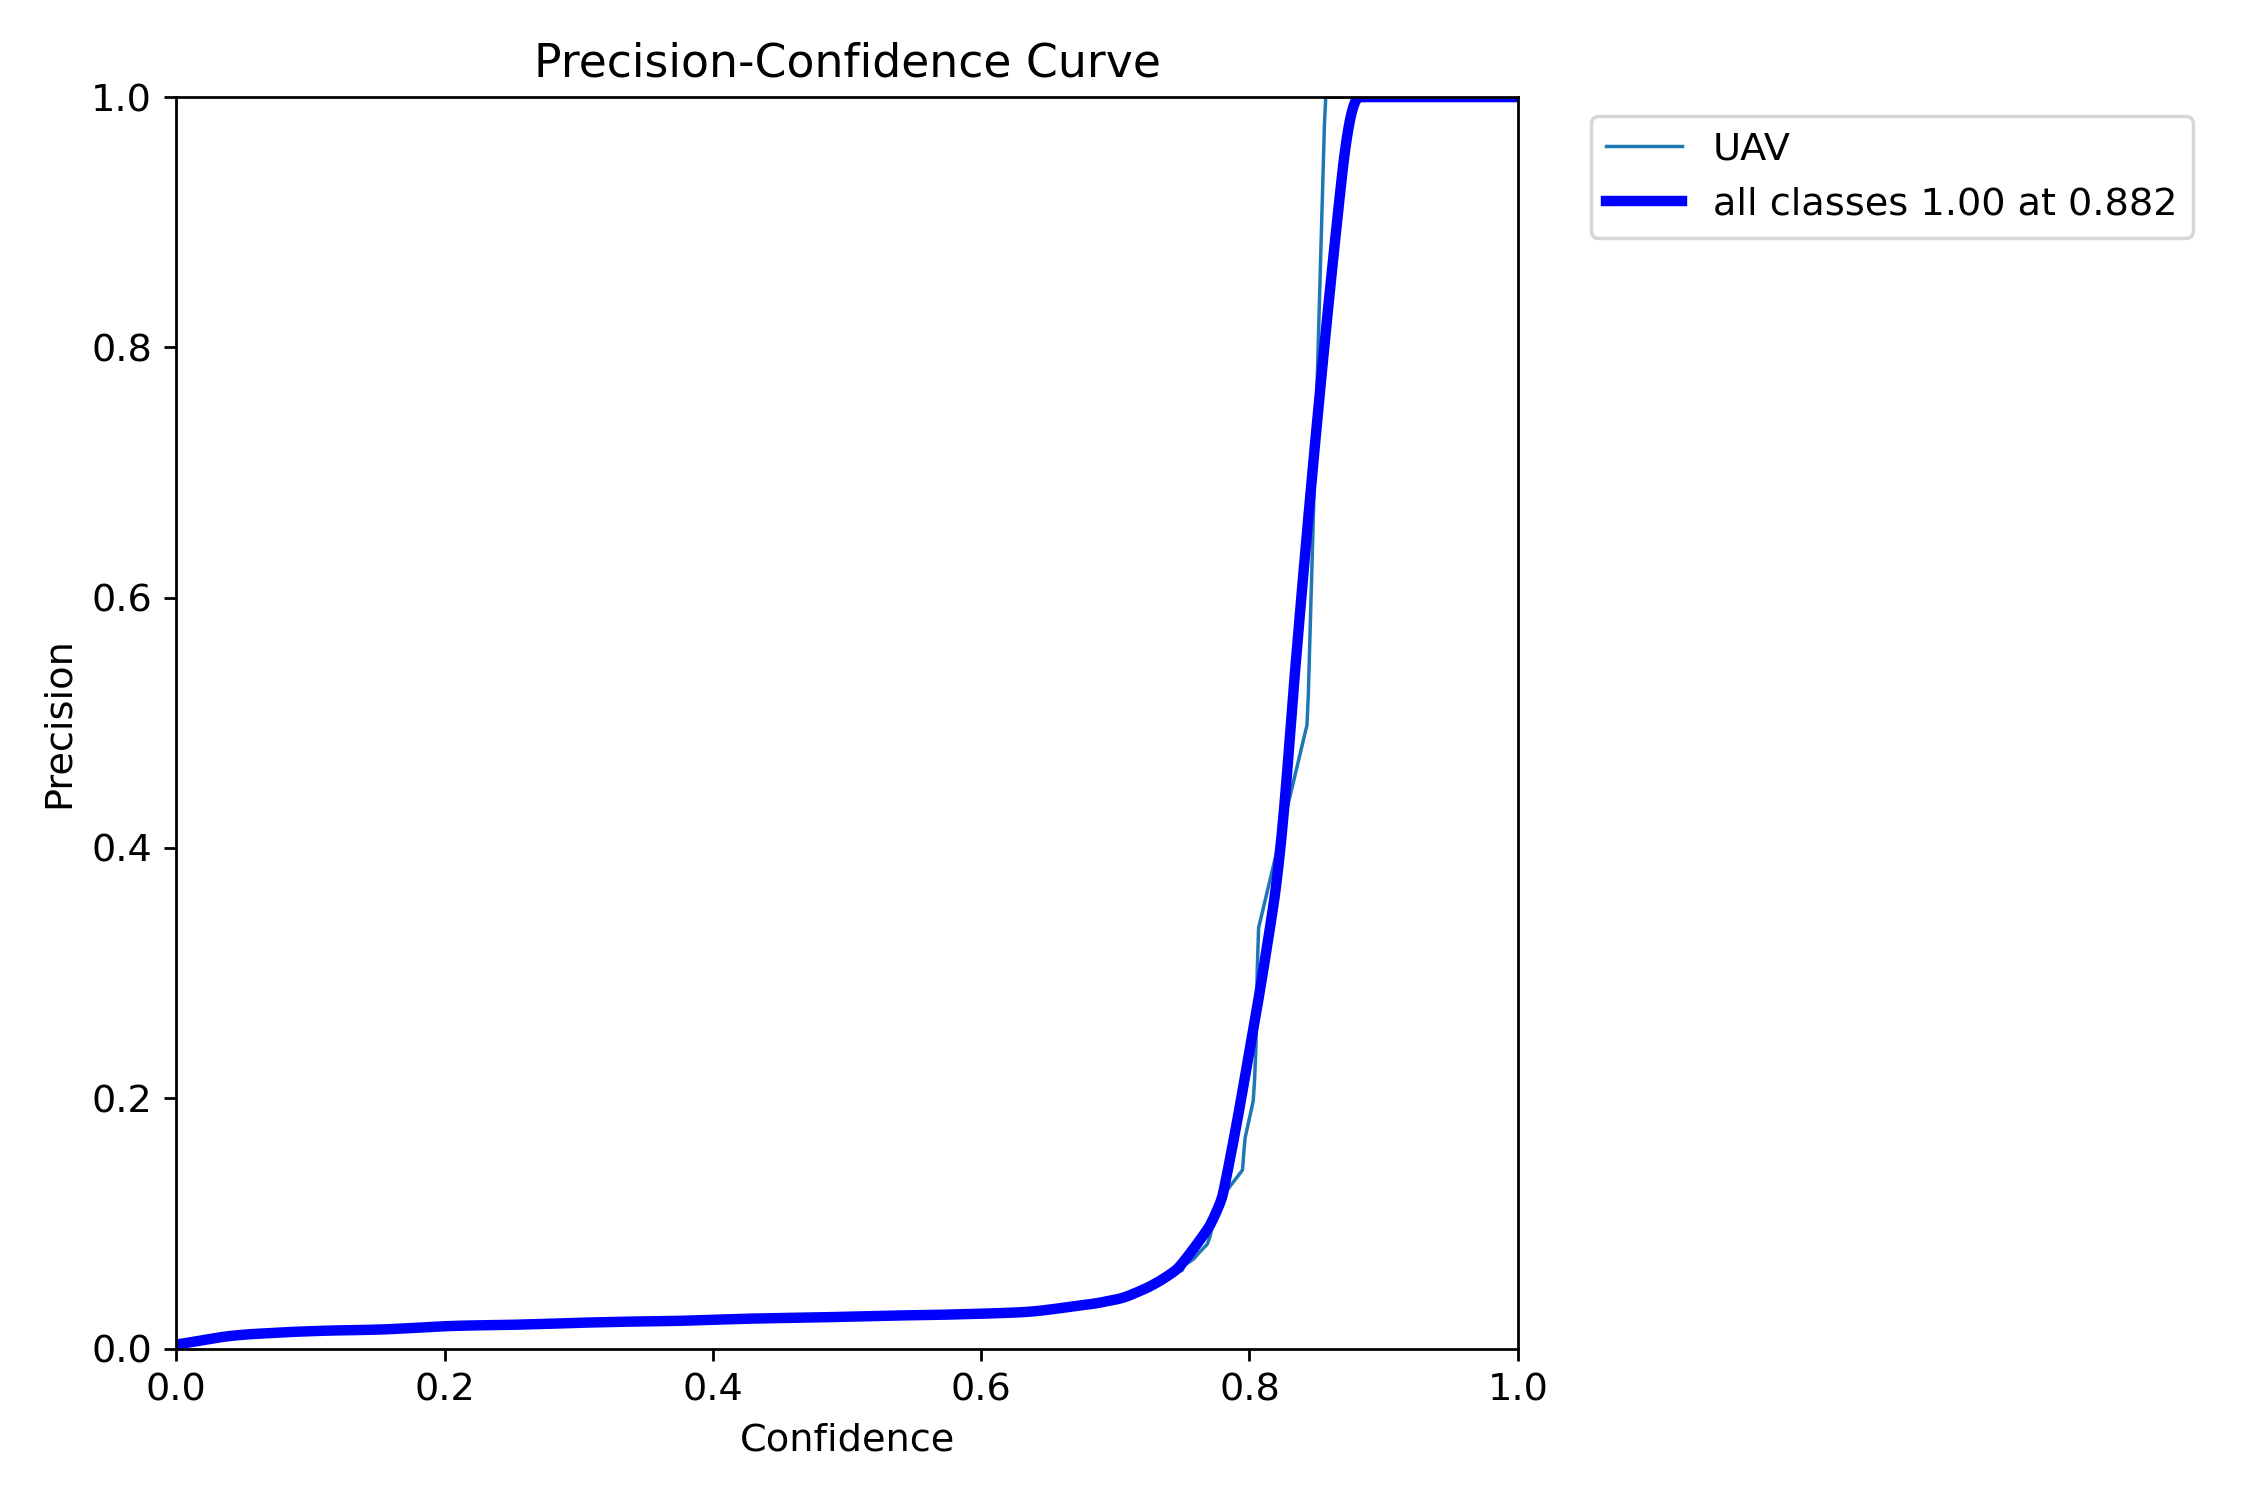 Precision-Confidence Curve
1.0
0.8
0.6
0.4
0.2
0.0
Precision
0.0 0.2 0.4 0.6 0.8 1.0
Confidence
UAV
all classes 1.00 at 0.882